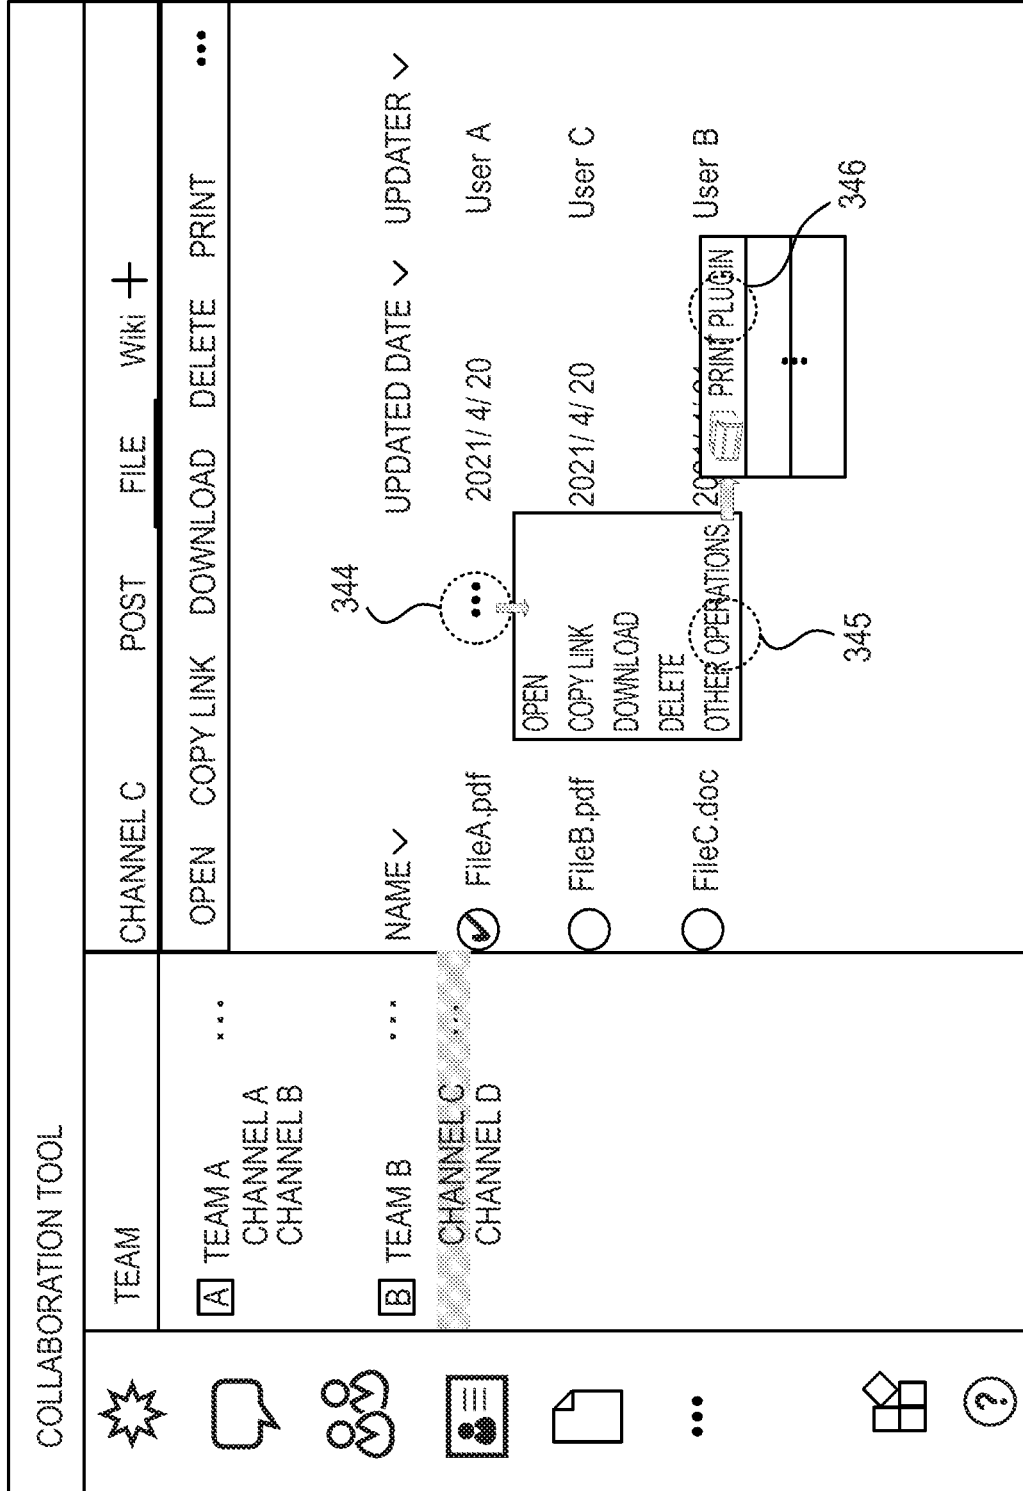 COLLABORATION TOOL
TEAM
A TEAM A ...
CHANNEL A
CHANNEL B
B TEAM B ...
CHANNEL C ...
CHANNEL D
CHANNEL C POST FILE Wiki +
OPEN COPY LINK DOWNLOAD DELETE PRINT ...
NAME UPDATED DATE UPDATER
344
FileA.pdf ... 2021/4/20 User A
FileB.pdf 2021/4/20 User C
FileC.doc User B
OPEN
COPY LINK
DOWNLOAD
DELETE
OTHER OPERATIONS
345
PRINT PLUGIN
...
346
...
?